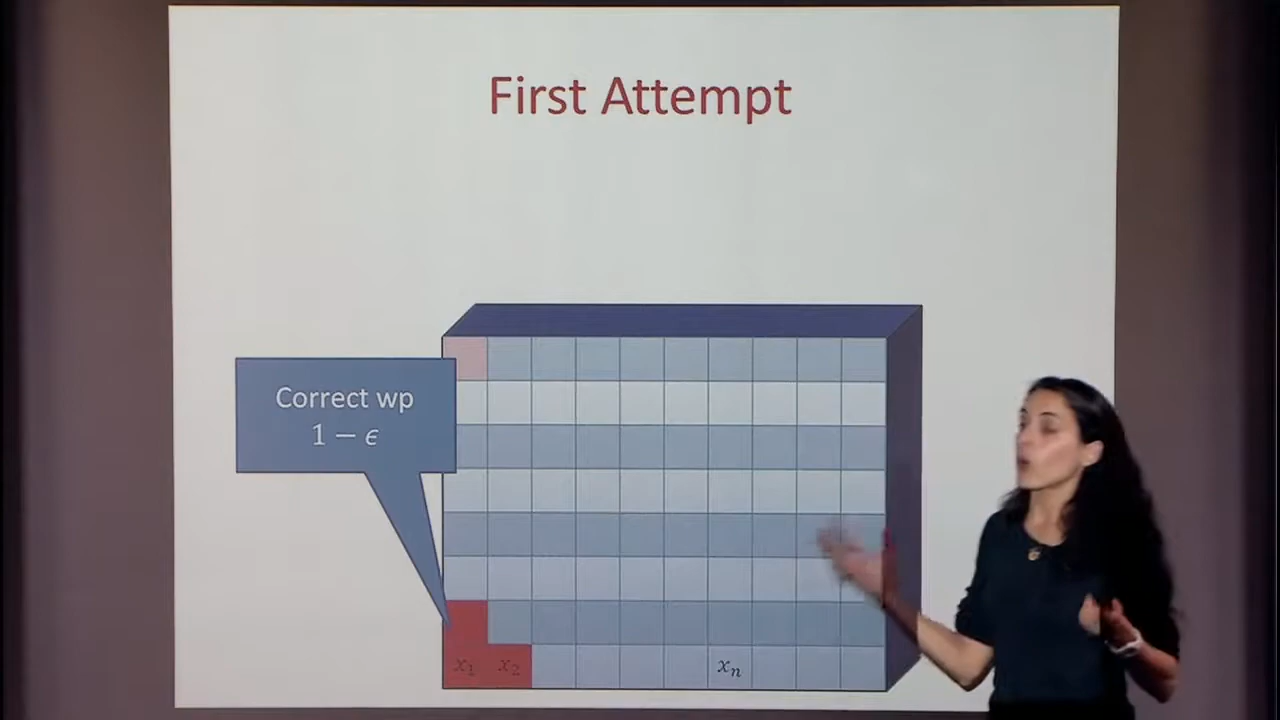 First Attempt
Correct wp
1 − ϵ
x₁ x₂ xₙ